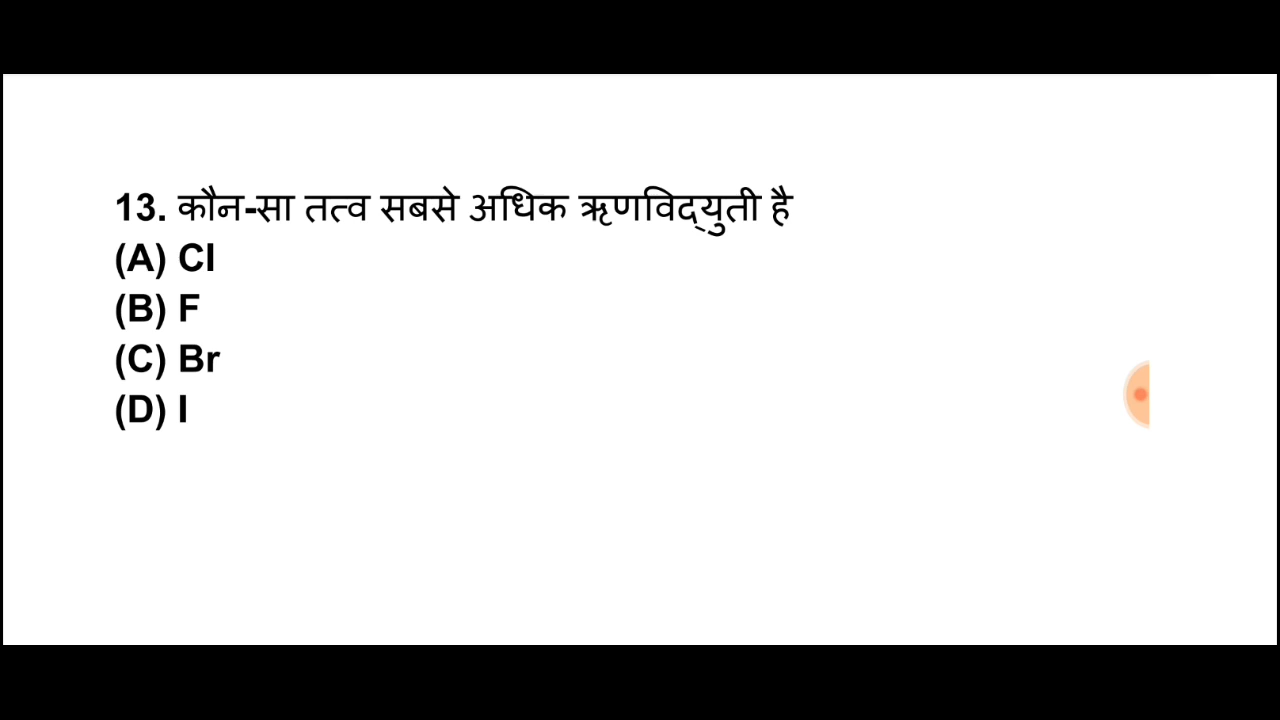 13. कौन-सा तत्व सबसे अधिक ऋणविद्युती है
(A) Cl
(B) F
(C) Br
(D) I